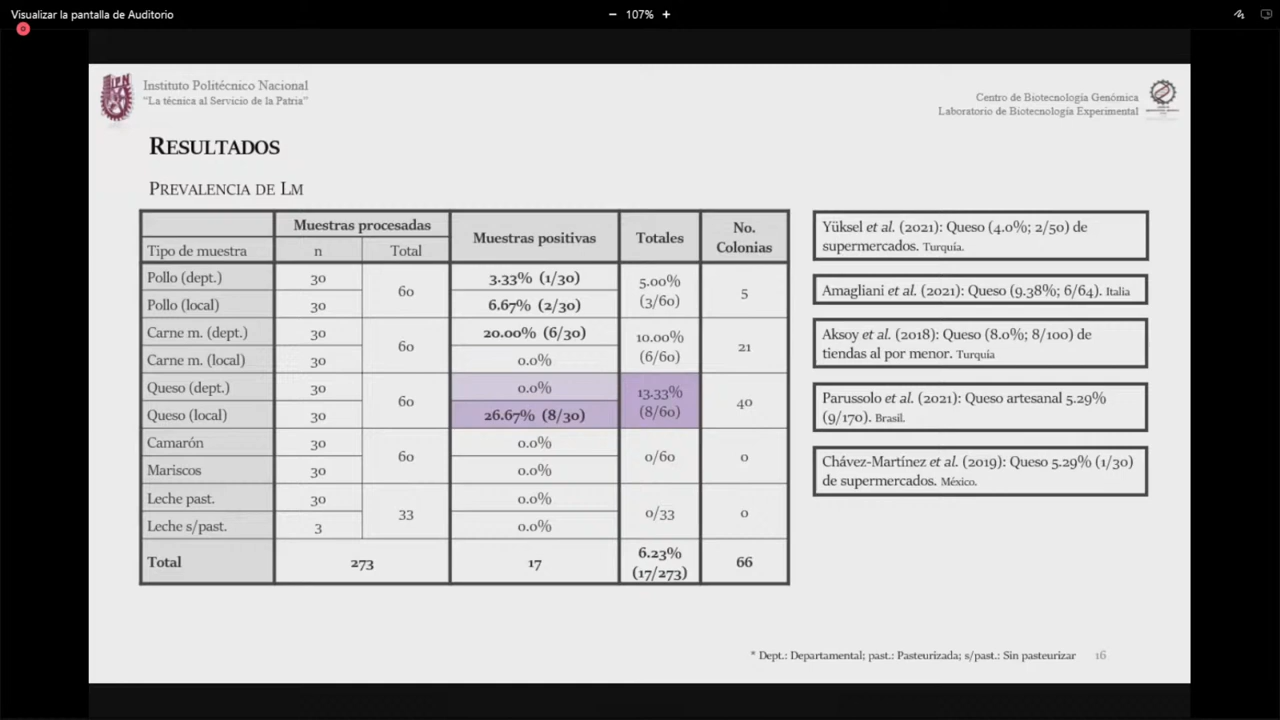 Visualizar la pantalla de Auditorio
− 107% +
Instituto Politécnico Nacional
"La técnica al Servicio de la Patria"
Centro de Biotecnología Genómica
Laboratorio de Biotecnología Experimental
RESULTADOS
PREVALENCIA DE LM
Muestras procesadas Muestras positivas Totales No. Colonias
Tipo de muestra n Total
Pollo (dept.) 30 60 3.33% (1/30) 5.00% (3/60) 5
Pollo (local) 30 6.67% (2/30)
Carne m. (dept.) 30 60 20.00% (6/30) 10.00% (6/60) 21
Carne m. (local) 30 0.0%
Queso (dept.) 30 60 0.0% 13.33% (8/60) 40
Queso (local) 30 26.67% (8/30)
Camarón 30 60 0.0% 0/60 0
Mariscos 30 0.0%
Leche past. 30 33 0.0% 0/33 0
Leche s/past. 3 0.0%
Total 273 17 6.23% (17/273) 66
Yüksel et al. (2021): Queso (4.0%; 2/50) de
supermercados. Turquía.
Amagliani et al. (2021): Queso (9.38%; 6/64). Italia
Aksoy et al. (2018): Queso (8.0%; 8/100) de
tiendas al por menor. Turquía
Parussolo et al. (2021): Queso artesanal 5.29%
(9/170). Brasil.
Chávez-Martínez et al. (2019): Queso 5.29% (1/30)
de supermercados. México.
* Dept.: Departamental; past.: Pasteurizada; s/past.: Sin pasteurizar 16